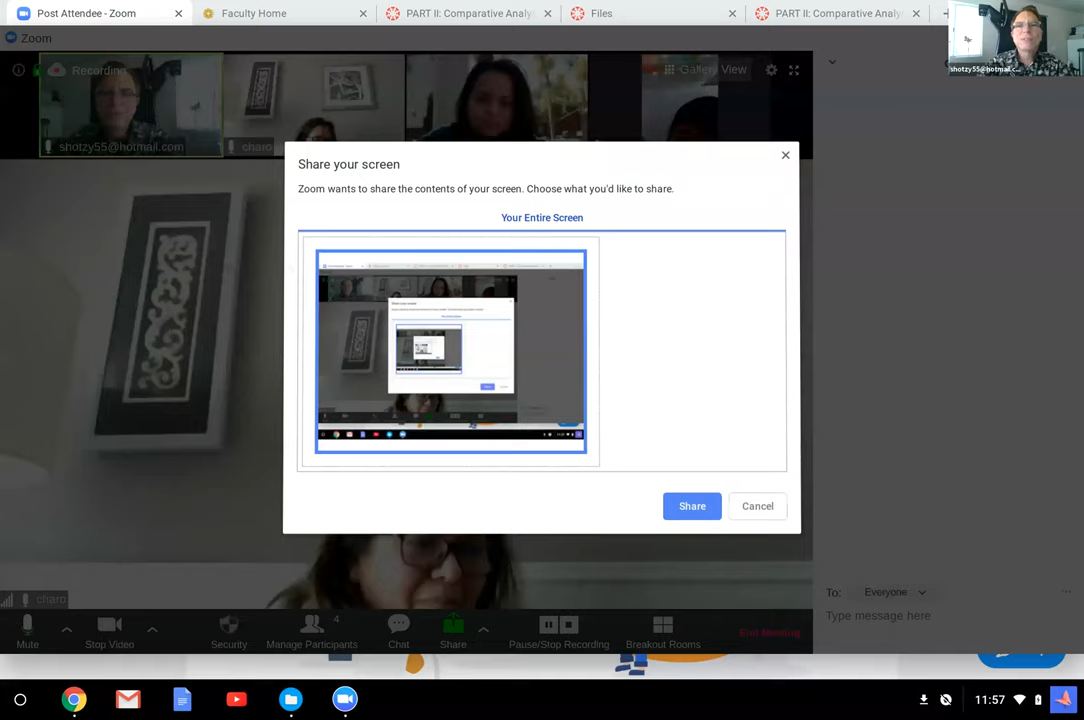 Post Attendee - Zoom
Faculty Home
PART II: Comparative Analy
Files
PART II: Comparative Analy
Zoom
Recording
Gallery View
shotzy55@hotmail.com
charo
shotzy55@hotmail.c...
Share your screen
Zoom wants to share the contents of your screen. Choose what you'd like to share.
Your Entire Screen
Share
Cancel
charo
To:
Everyone
Type message here
4
Mute
Stop Video
Security
Manage Participants
Chat
Share
Pause/Stop Recording
Breakout Rooms
End Meeting
11:57